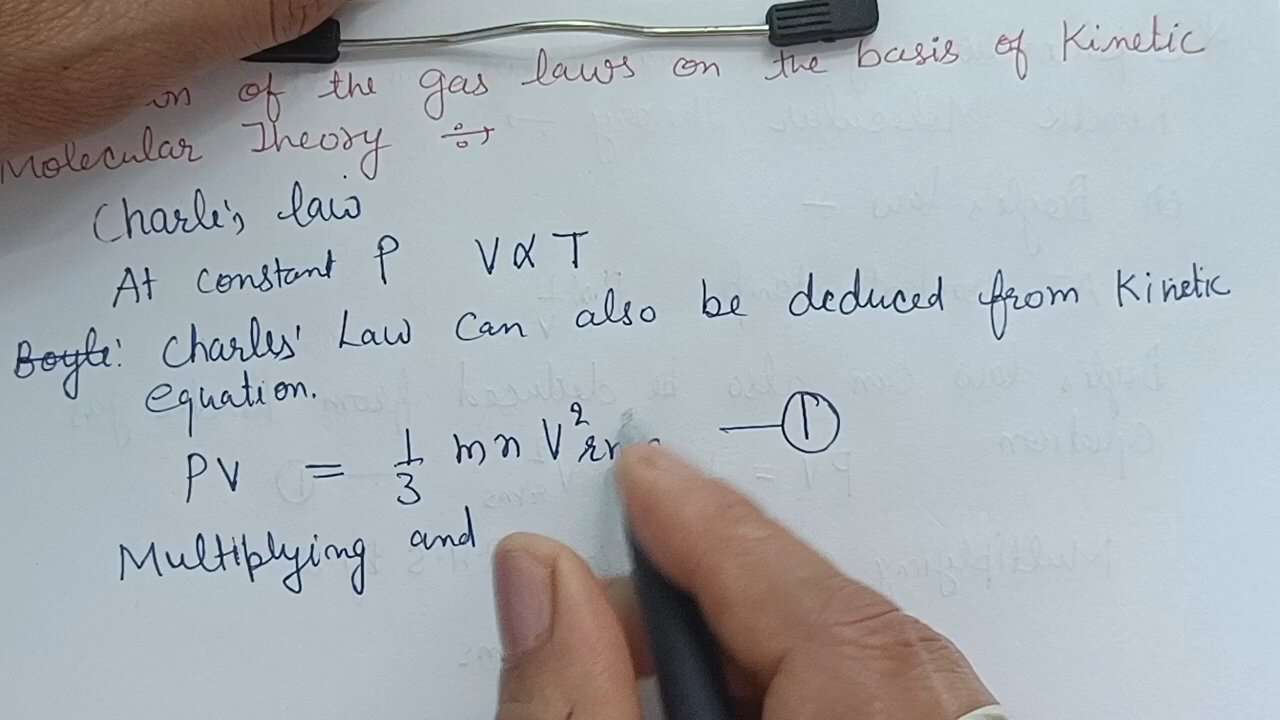 of the gas laws on the basis of Kinetic
Molecular Theory ÷→
Charle's law
At constant P V ∝ T
Boyle: Charles' Law can also be deduced from Kinetic
equation.
PV = 1/3 mn V² —①
Multiplying and